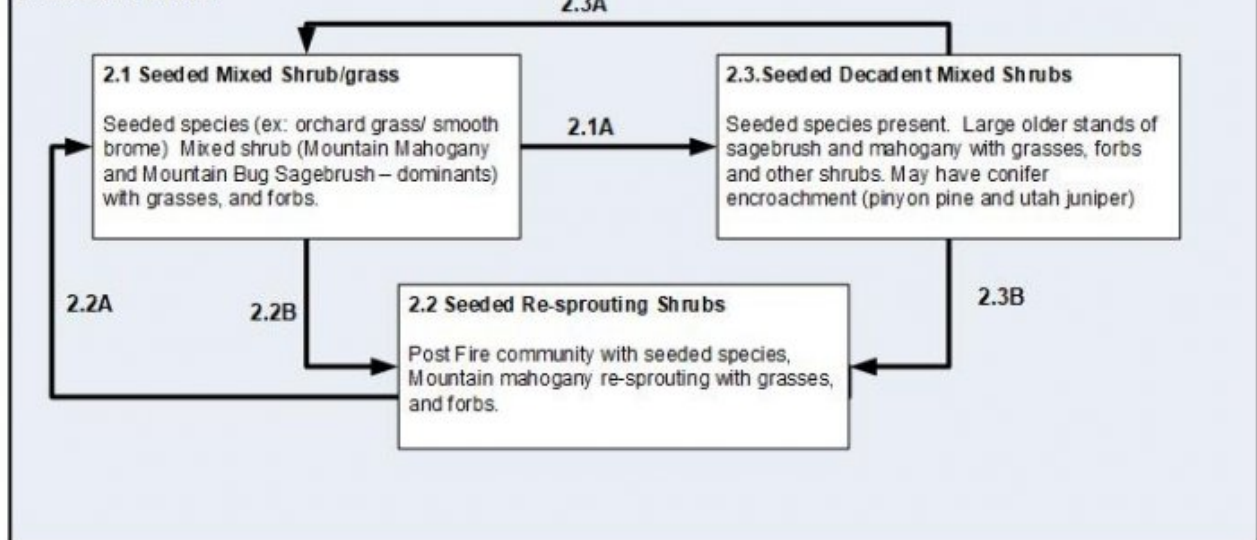 2.3A
2.1 Seeded Mixed Shrub/grass
Seeded species (ex: orchard grass/ smooth
brome) Mixed shrub (Mountain Mahogany
and Mountain Bug Sagebrush – dominants)
with grasses, and forbs.
2.1A
2.3.Seeded Decadent Mixed Shrubs
Seeded species present. Large older stands of
sagebrush and mahogany with grasses, forbs
and other shrubs. May have conifer
encroachment (pinyon pine and utah juniper)
2.2A
2.2B
2.2 Seeded Re-sprouting Shrubs
Post Fire community with seeded species,
Mountain mahogany re-sprouting with grasses,
and forbs.
2.3B